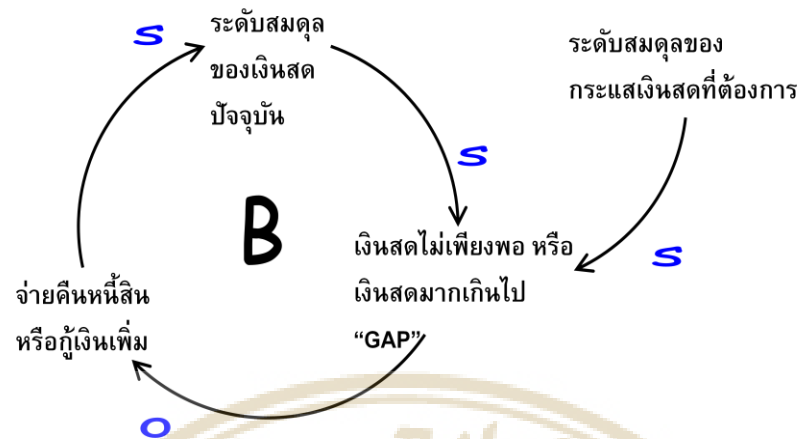 S
ระดับสมดุล
ของเงินสด
ปัจจุบัน
ระดับสมดุลของ
กระแสเงินสดที่ต้องการ
S
B
เงินสดไม่เพียงพอ หรือ
เงินสดมากเกินไป
“GAP”
S
จ่ายคืนหนี้สิน
หรือกู้เงินเพิ่ม
O